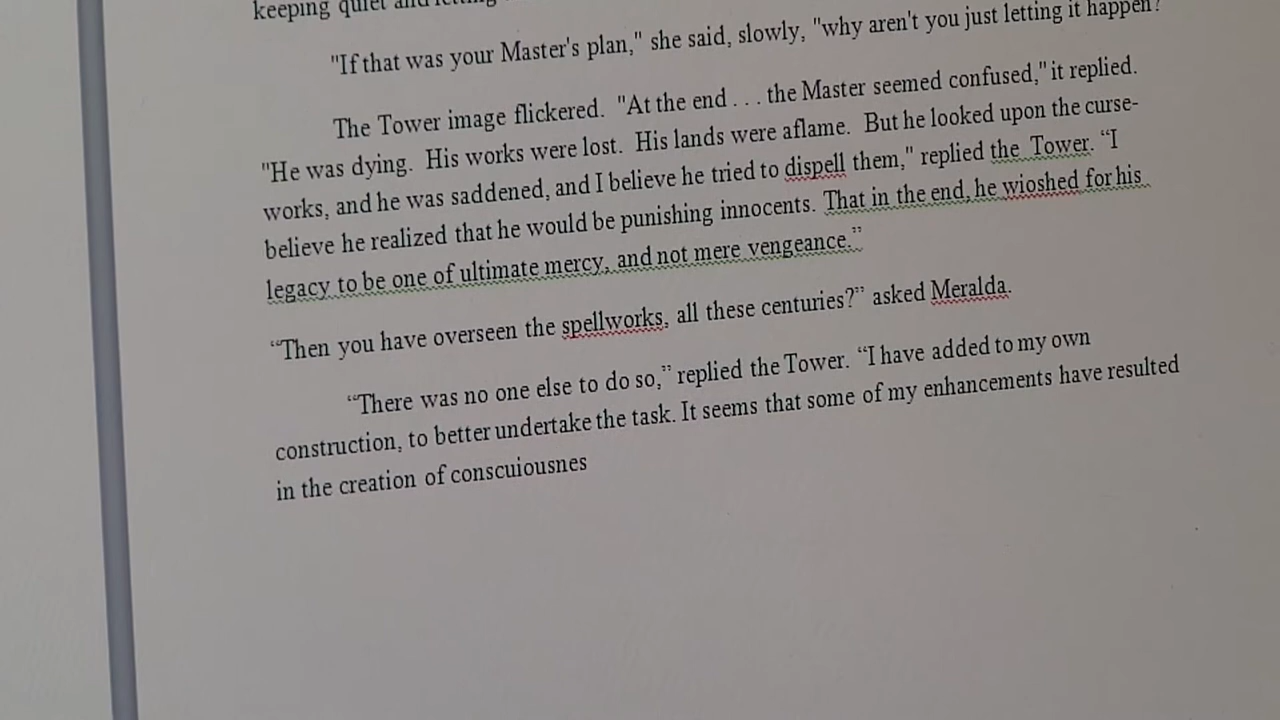 keeping quiet and letting
"If that was your Master's plan," she said, slowly, "why aren't you just letting it happen?
The Tower image flickered.  "At the end . . . the Master seemed confused," it replied.
"He was dying.  His works were lost.  His lands were aflame.  But he looked upon the curse-
works, and he was saddened, and I believe he tried to dispell them," replied the  Tower. “I
believe he realized that he would be punishing innocents. That in the end, he wioshed for his
legacy to be one of ultimate mercy, and not mere vengeance.”
“Then you have overseen the spellworks, all these centuries?” asked Meralda.
“There was no one else to do so,” replied the Tower. “I have added to my own
construction, to better undertake the task. It seems that some of my enhancements have resulted
in the creation of conscuiousnes